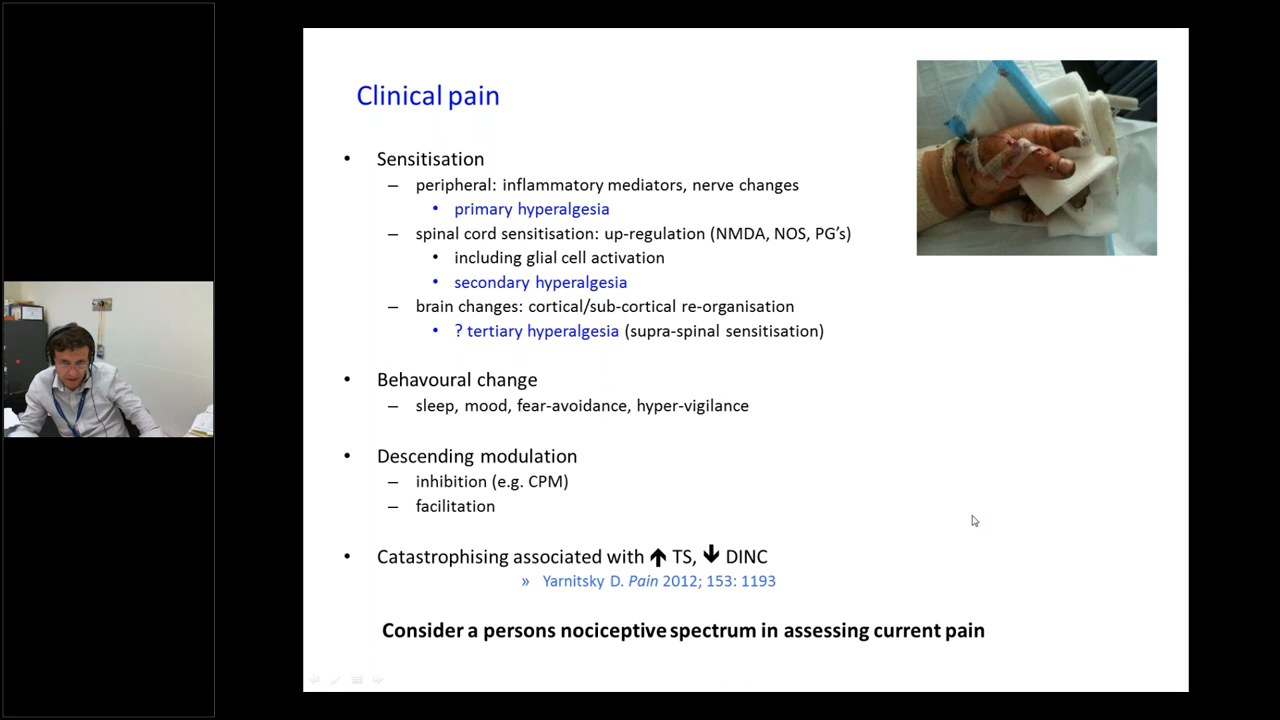 Clinical pain
• Sensitisation
– peripheral: inflammatory mediators, nerve changes
• primary hyperalgesia
– spinal cord sensitisation: up-regulation (NMDA, NOS, PG's)
• including glial cell activation
• secondary hyperalgesia
– brain changes: cortical/sub-cortical re-organisation
• ? tertiary hyperalgesia (supra-spinal sensitisation)
• Behavoural change
– sleep, mood, fear-avoidance, hyper-vigilance
• Descending modulation
– inhibition (e.g. CPM)
– facilitation
• Catastrophising associated with 🡹 TS, 🡻 DINC
» Yarnitsky D. Pain 2012; 153: 1193
Consider a persons nociceptive spectrum in assessing current pain